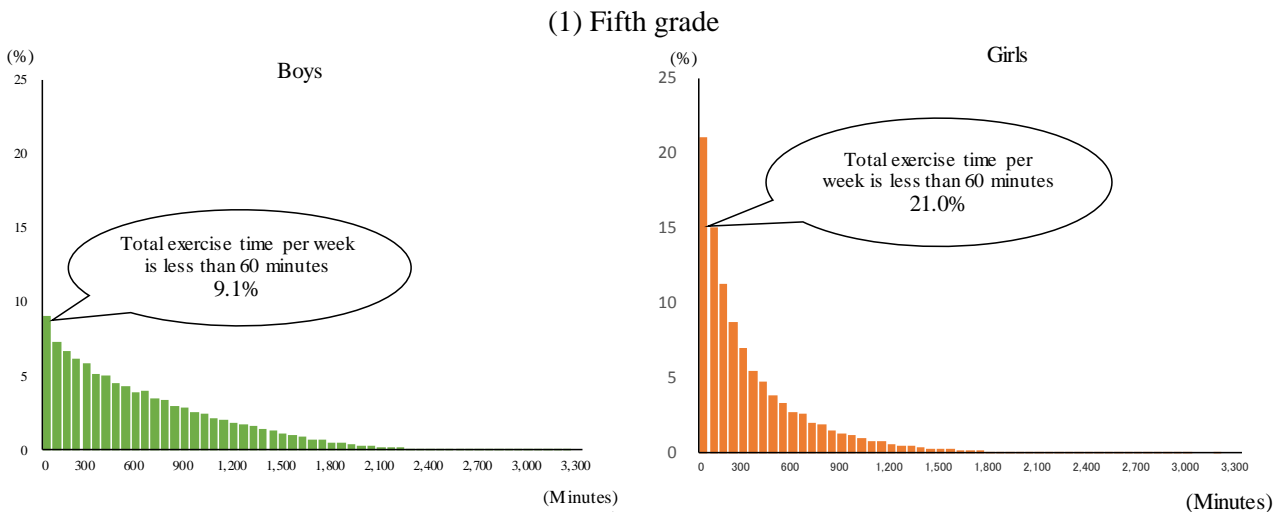 (1) Fifth grade
(%)
Boys
25
20
15
10
5
0
Total exercise time per week
is less than 60 minutes
9.1%
0 300 600 900 1,200 1,500 1,800 2,100 2,400 2,700 3,000 3,300
(Minutes)
(%)
Girls
25
20
15
10
5
0
Total exercise time per
week is less than 60 minutes
21.0%
0 300 600 900 1,200 1,500 1,800 2,100 2,400 2,700 3,000 3,300
(Minutes)